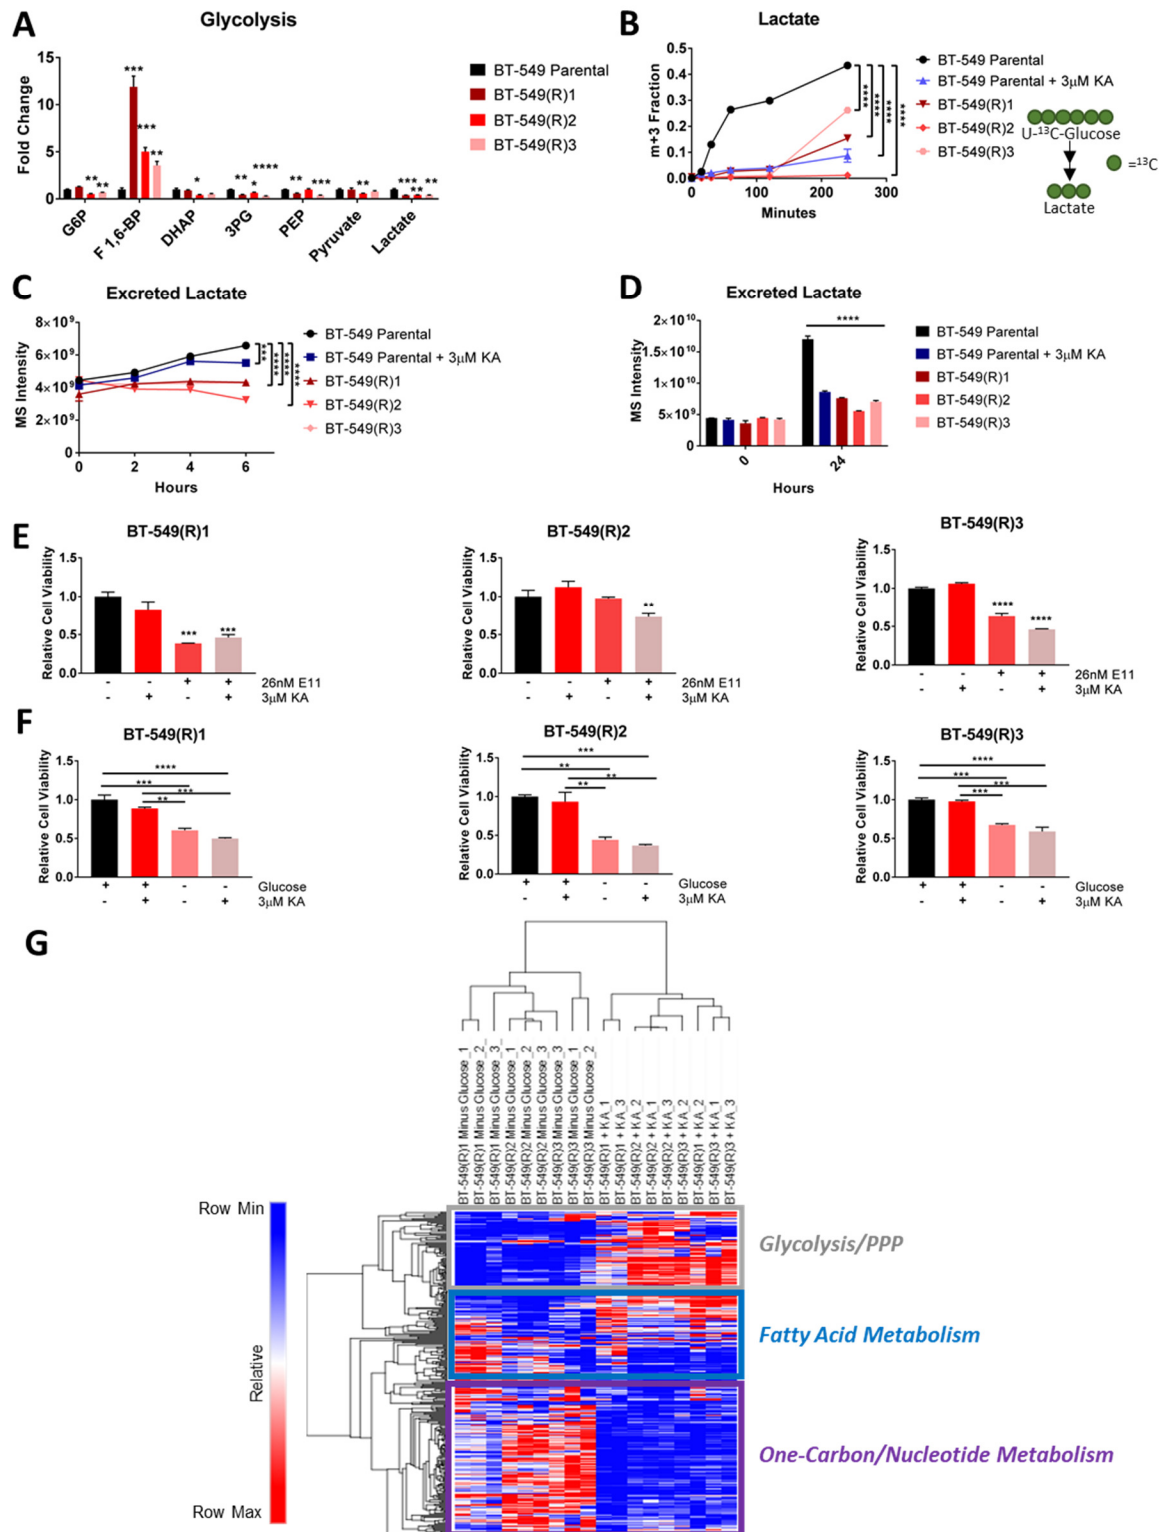 A
Glycolysis
Fold Change
15
10
5
0
***
***
**
**
**
*
**
*
****
**
***
***
**
**
G6P
F 1,6-BP
DHAP
3PG
PEP
Pyruvate
Lactate
BT-549 Parental
BT-549(R)1
BT-549(R)2
BT-549(R)3
B
Lactate
m+3 Fraction
0.5
0.4
0.3
0.2
0.1
0.0
0
100
200
300
Minutes
****
****
****
****
BT-549 Parental
BT-549 Parental + 3μM KA
BT-549(R)1
BT-549(R)2
BT-549(R)3
U-¹³C-Glucose
=¹³C
Lactate
C
Excreted Lactate
MS Intensity
8×10⁹
6×10⁹
4×10⁹
2×10⁹
0
0
2
4
6
Hours
***
****
****
****
BT-549 Parental
BT-549 Parental + 3μM KA
BT-549(R)1
BT-549(R)2
BT-549(R)3
D
Excreted Lactate
MS Intensity
2×10¹⁰
1.5×10¹⁰
1×10¹⁰
5×10⁹
0
****
0
24
Hours
BT-549 Parental
BT-549 Parental + 3μM KA
BT-549(R)1
BT-549(R)2
BT-549(R)3
E
BT-549(R)1
Relative Cell Viability
1.5
1.0
0.5
0.0
*** ***
- - + + 26nM E11
- + - + 3μM KA
BT-549(R)2
Relative Cell Viability
1.5
1.0
0.5
0.0
**
- - + + 26nM E11
- + - + 3μM KA
BT-549(R)3
Relative Cell Viability
1.5
1.0
0.5
0.0
**** ****
- - + + 26nM E11
- + - + 3μM KA
F
BT-549(R)1
Relative Cell Viability
1.5
1.0
0.5
0.0
****
***
***
**
+ + - - Glucose
- + - + 3μM KA
BT-549(R)2
Relative Cell Viability
1.5
1.0
0.5
0.0
***
**
**
**
+ + - - Glucose
- + - + 3μM KA
BT-549(R)3
Relative Cell Viability
1.5
1.0
0.5
0.0
****
***
***
***
+ + - - Glucose
- + - + 3μM KA
G
BT-549(R)1 Minus Glucose_1
BT-549(R)1 Minus Glucose_2
BT-549(R)1 Minus Glucose_3
BT-549(R)2 Minus Glucose_1
BT-549(R)2 Minus Glucose_2
BT-549(R)2 Minus Glucose_3
BT-549(R)3 Minus Glucose_3
BT-549(R)3 Minus Glucose_1
BT-549(R)3 Minus Glucose_2
BT-549(R)1 + KA_1
BT-549(R)1 + KA_3
BT-549(R)2 + KA_2
BT-549(R)2 + KA_1
BT-549(R)2 + KA_3
BT-549(R)3 + KA_2
BT-549(R)1 + KA_2
BT-549(R)3 + KA_1
BT-549(R)3 + KA_3
Row Min
Relative
Row Max
Glycolysis/PPP
Fatty Acid Metabolism
One-Carbon/Nucleotide Metabolism